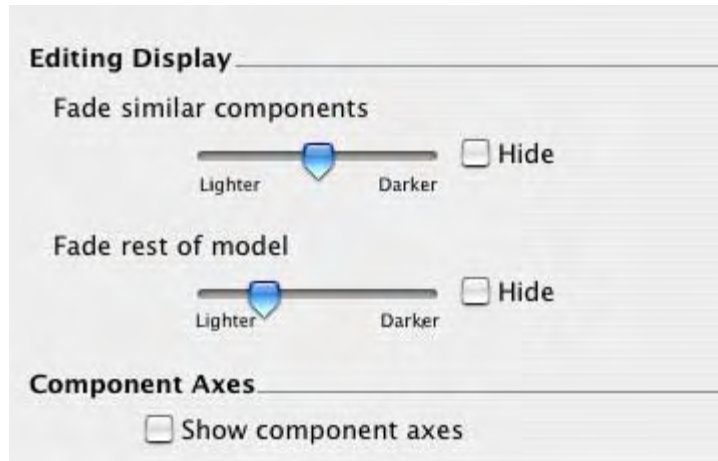 Editing Display
Fade similar components
Hide
Lighter Darker
Fade rest of model
Hide
Lighter Darker
Component Axes
Show component axes